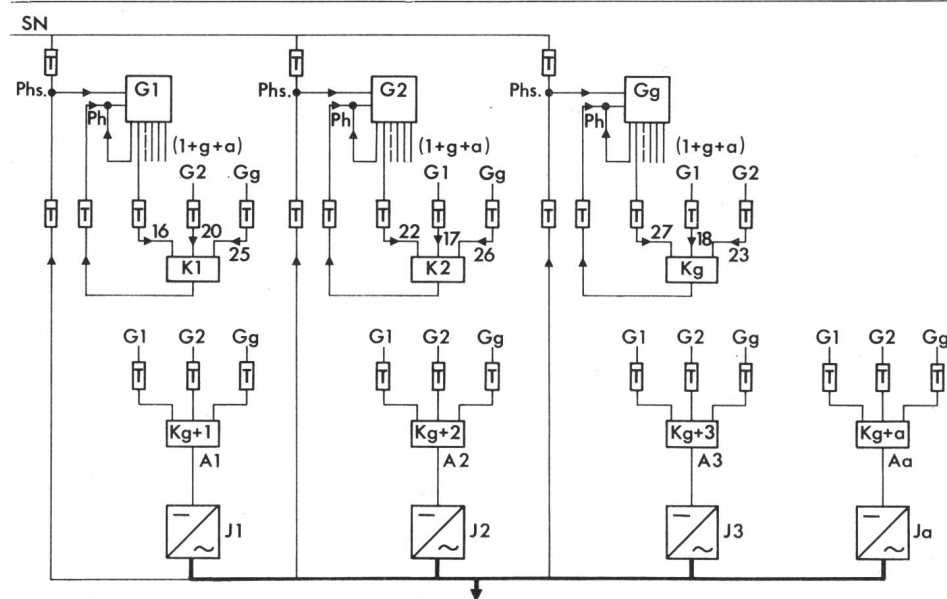 SN
T T T
Phs. G1 Phs. G2 Phs. Gg
Ph Ph Ph
(1+g+a) (1+g+a) (1+g+a)
G2 Gg G1 Gg G1 G2
T T T T T T T T T T T T T T T
16 20 22 17 27 18
25 26 23
K1 K2 Kg
G1 G2 Gg G1 G2 Gg G1 G2 Gg G1 G2 Gg
T T T T T T T T T T T T
Kg+1 Kg+2 Kg+3 Kg+a
A1 A2 A3 Aa
J1 J2 J3 Ja